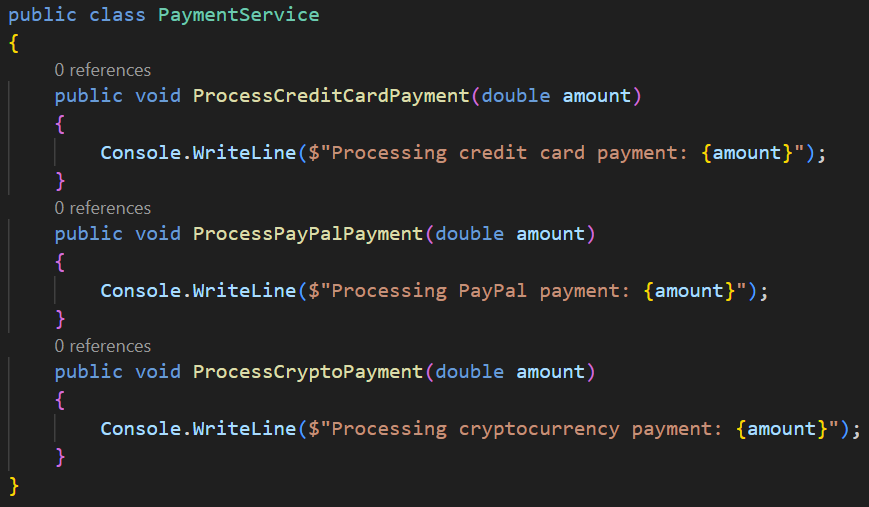 public class PaymentService
{
0 references
public void ProcessCreditCardPayment(double amount)
{
Console.WriteLine($"Processing credit card payment: {amount}");
}
0 references
public void ProcessPayPalPayment(double amount)
{
Console.WriteLine($"Processing PayPal payment: {amount}");
}
0 references
public void ProcessCryptoPayment(double amount)
{
Console.WriteLine($"Processing cryptocurrency payment: {amount}");
}
}